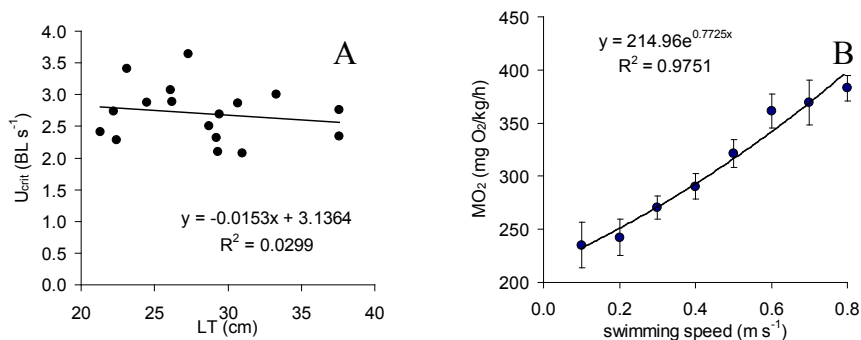 A
4.0
3.5
3.0
2.5
2.0
1.5
1.0
0.5
0.0
Ucrit (BL s⁻¹)
y = -0.0153x + 3.1364
R² = 0.0299
20 25 30 35 40
LT (cm)
B
y = 214.96e^0.7725x
R² = 0.9751
450
400
350
300
250
200
MO₂ (mg O₂/kg/h)
0.0 0.2 0.4 0.6 0.8
swimming speed (m s⁻¹)